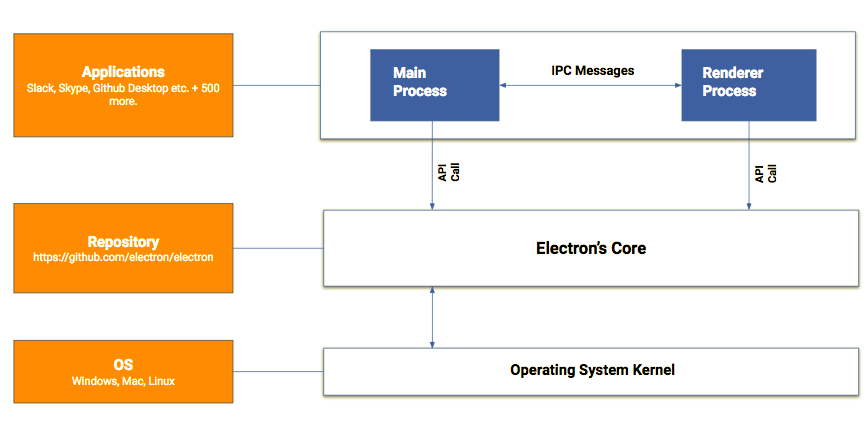 Applications
Slack, Skype, Github Desktop etc. + 500
more.
Main
Process
IPC Messages
Renderer
Process
API
Call
API
Call
Repository
https://github.com/electron/electron
Electron's Core
OS
Windows, Mac, Linux
Operating System Kernel